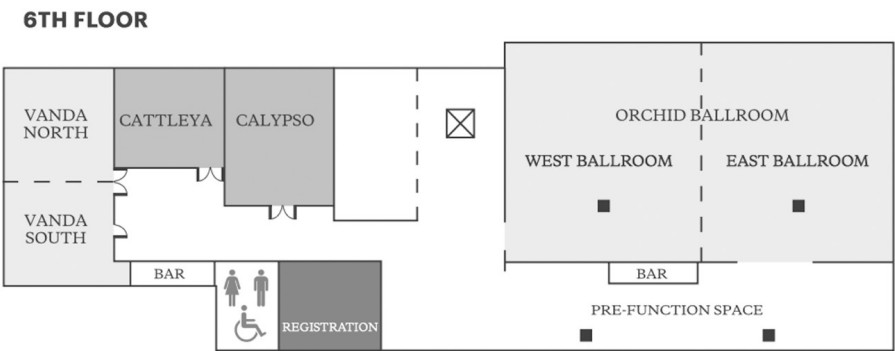 6TH FLOOR
VANDA
NORTH
CATTLEYA
CALYPSO
ORCHID BALLROOM
WEST BALLROOM
EAST BALLROOM
VANDA
SOUTH
BAR
BAR
REGISTRATION
PRE-FUNCTION SPACE